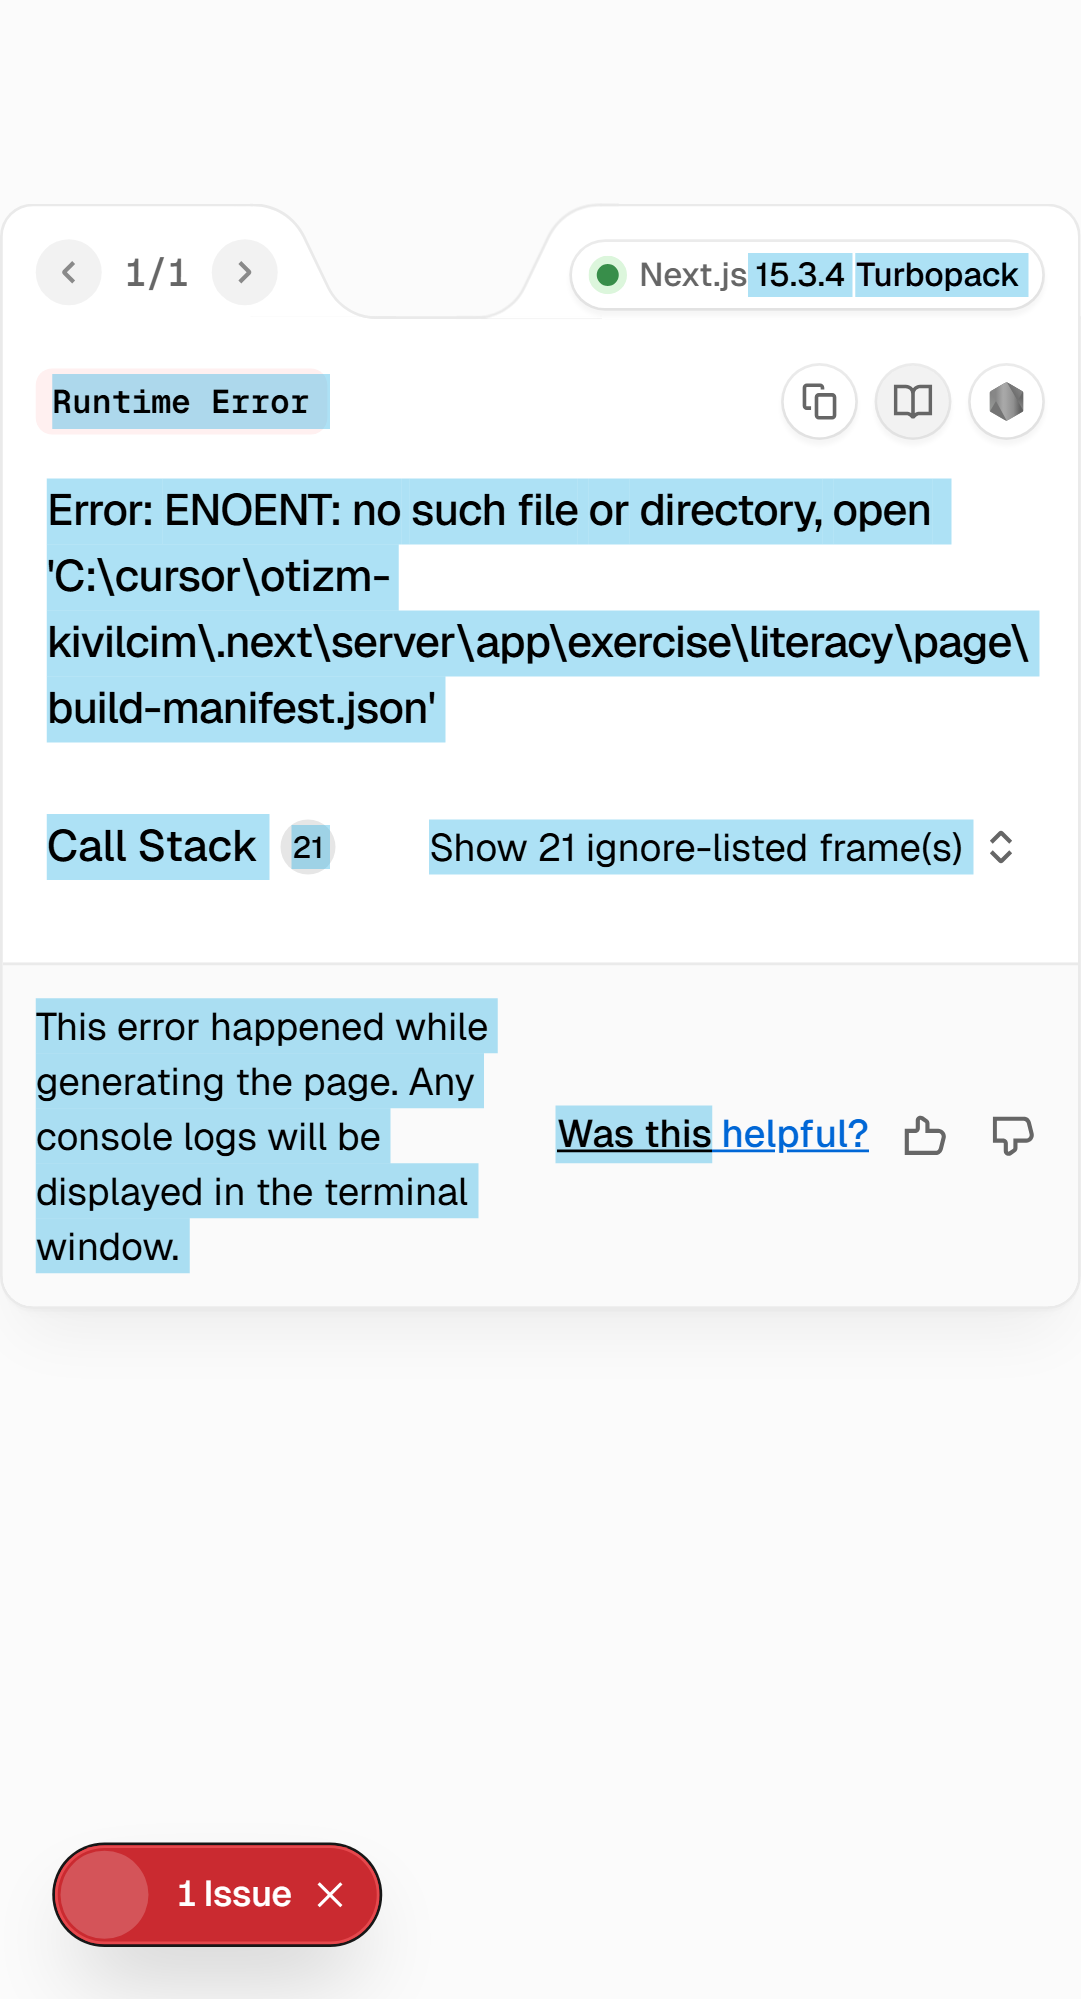 1/1
Next.js 15.3.4 Turbopack
Runtime Error
Error: ENOENT: no such file or directory, open
'C:\cursor\otizm-
kivilcim\.next\server\app\exercise\literacy\page\
build-manifest.json'
Call Stack 21
Show 21 ignore-listed frame(s)
This error happened while
generating the page. Any
console logs will be
displayed in the terminal
window.
Was this helpful?
1 Issue